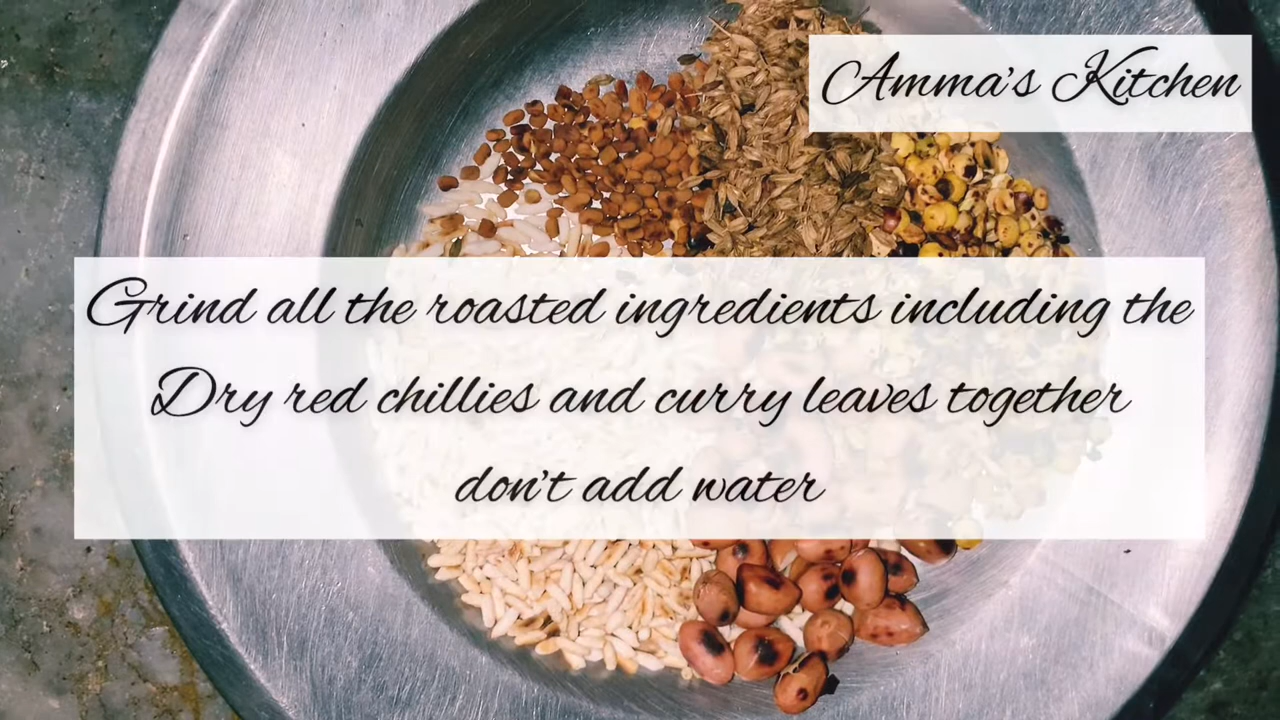 Amma's Kitchen
Grind all the roasted ingredients including the
Dry red chillies and curry leaves together
don't add water